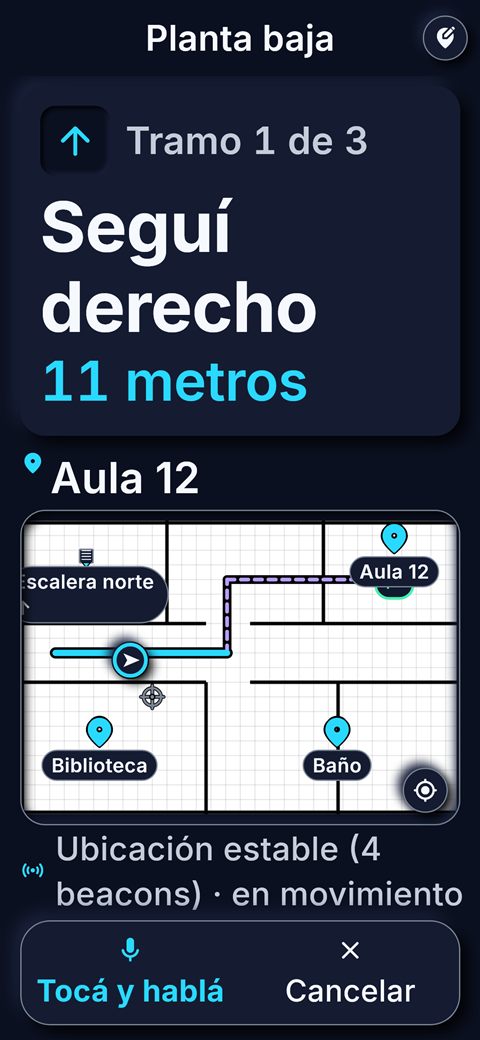 Planta baja
Tramo 1 de 3
Seguí
derecho
11 metros
Aula 12
Escalera norte
Aula 12
Biblioteca
Baño
Ubicación estable (4
beacons) · en movimiento
Tocá y hablá
Cancelar